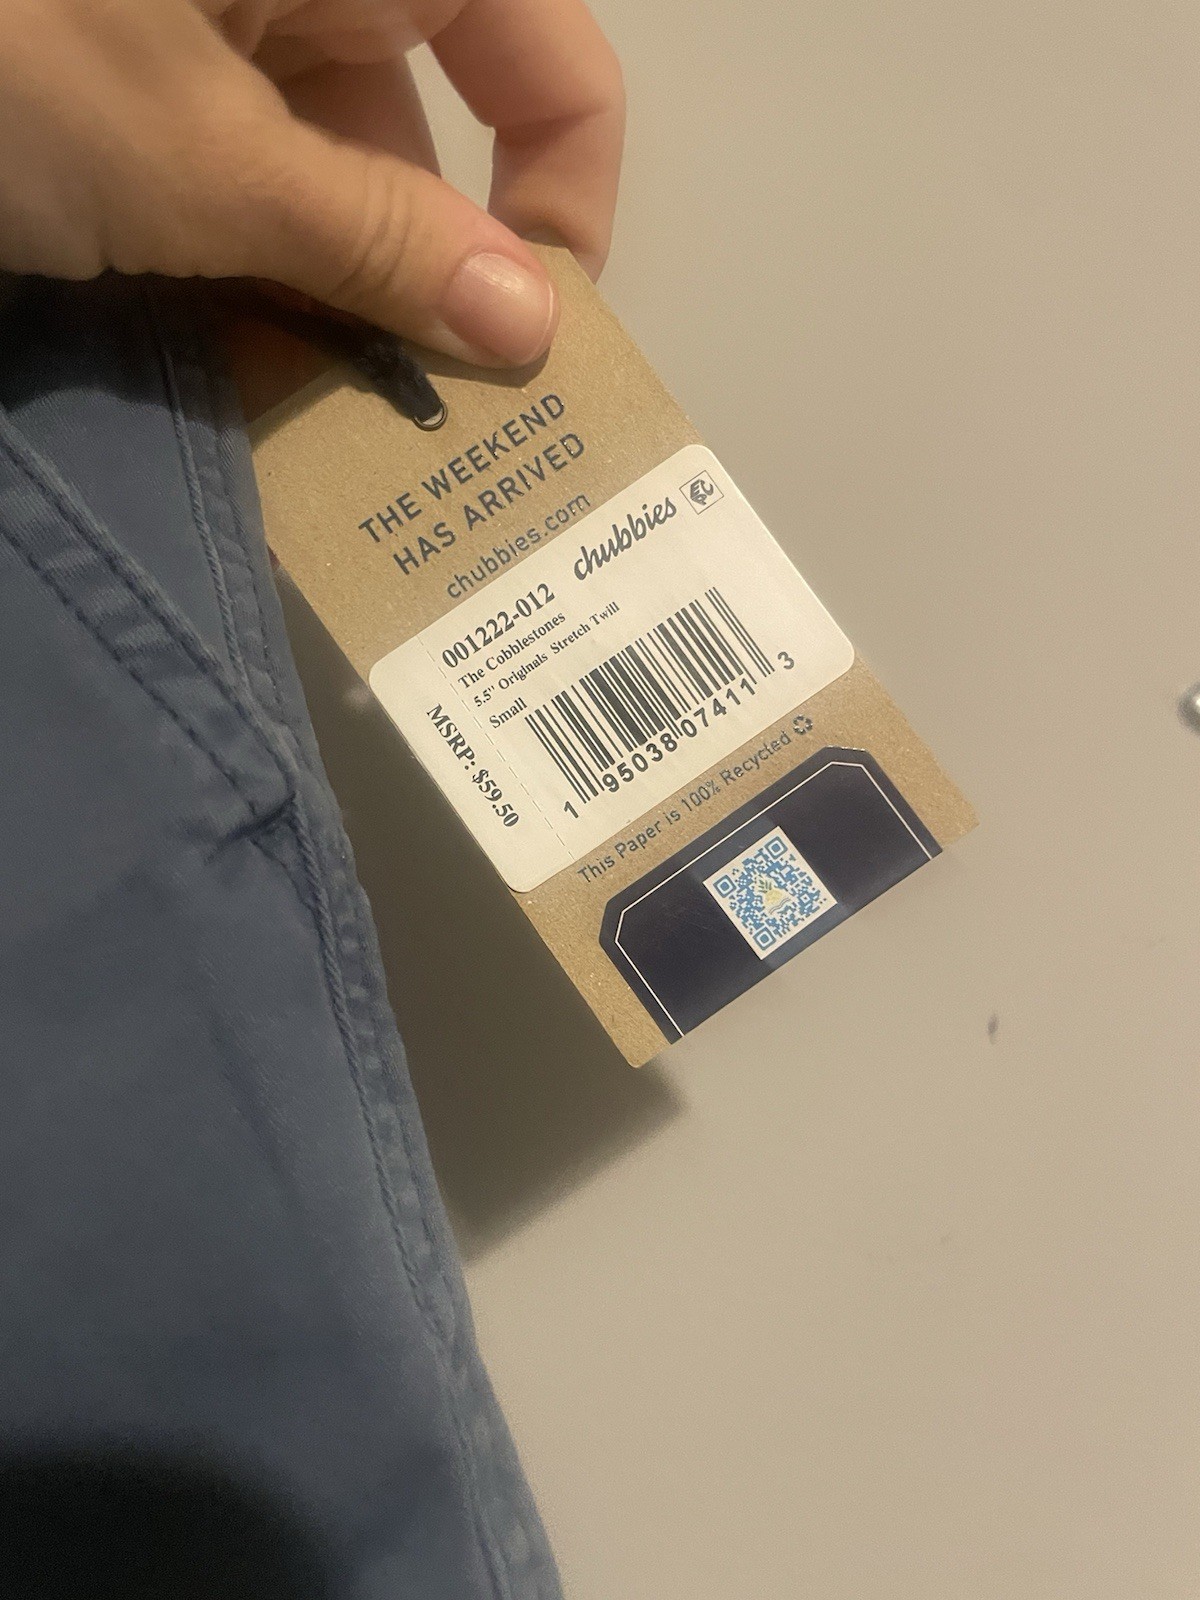 THE WEEKEND
HAS ARRIVED
chubbies.com
chubbies
001222-012
The Cobblestones
5.5" Originals Stretch Twill
Small
1 95038 07411 3
MSRP: $59.50
This Paper is 100% Recycled